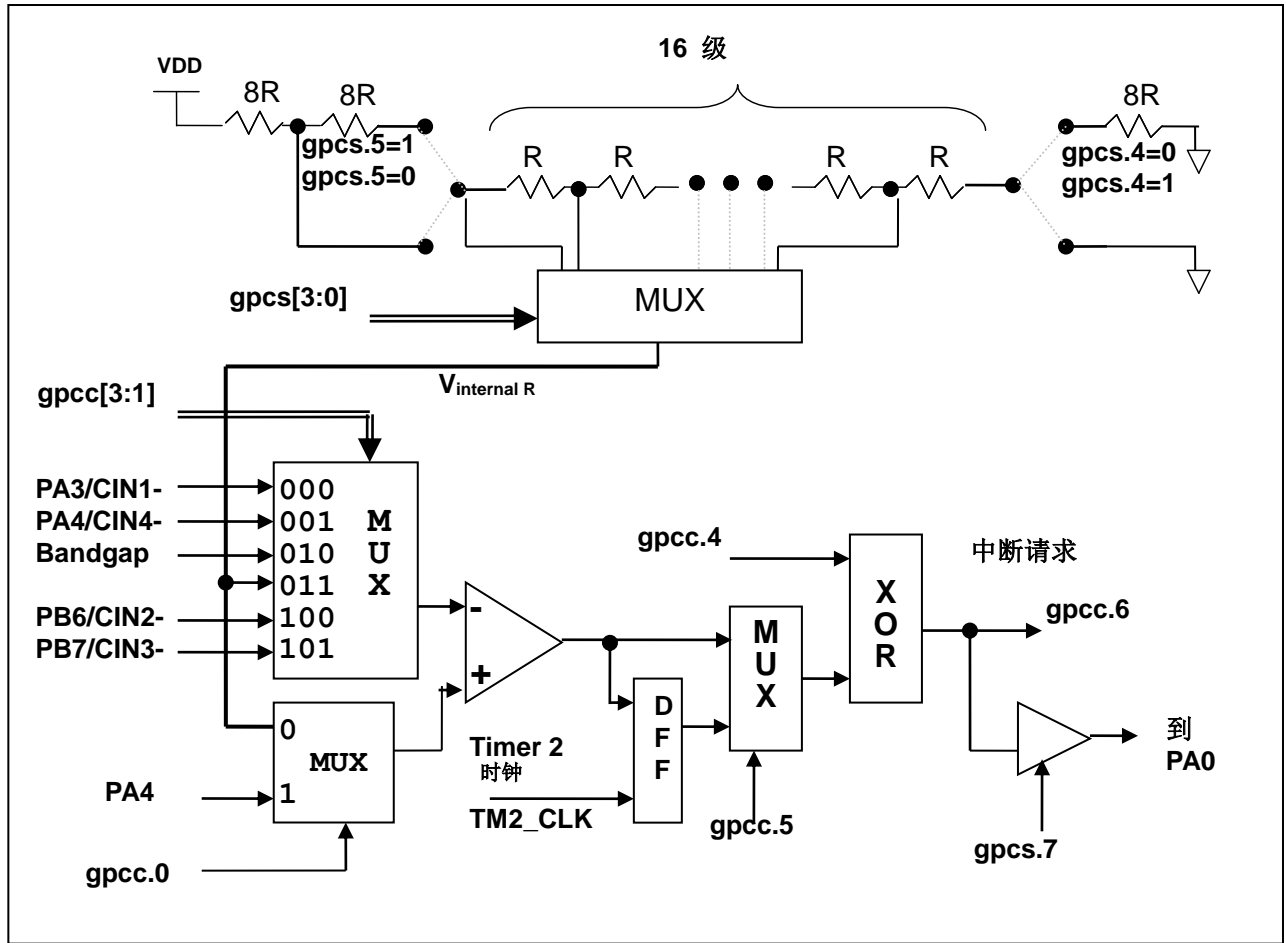 16 级
VDD
8R
8R
8R
gpcs.5=1
gpcs.5=0
R
R
R
R
gpcs.4=0
gpcs.4=1
gpcs[3:0]
MUX
Vinternal R
gpcc[3:1]
PA3/CIN1-
PA4/CIN4-
Bandgap
PB6/CIN2-
PB7/CIN3-
000
001
010
011
100
101
M
U
X
-
+
gpcc.4
中断请求
X
O
R
gpcc.6
M
U
X
D
F
F
0
1
MUX
PA4
gpcc.0
Timer 2
时钟
TM2_CLK
gpcc.5
到
PA0
gpcs.7